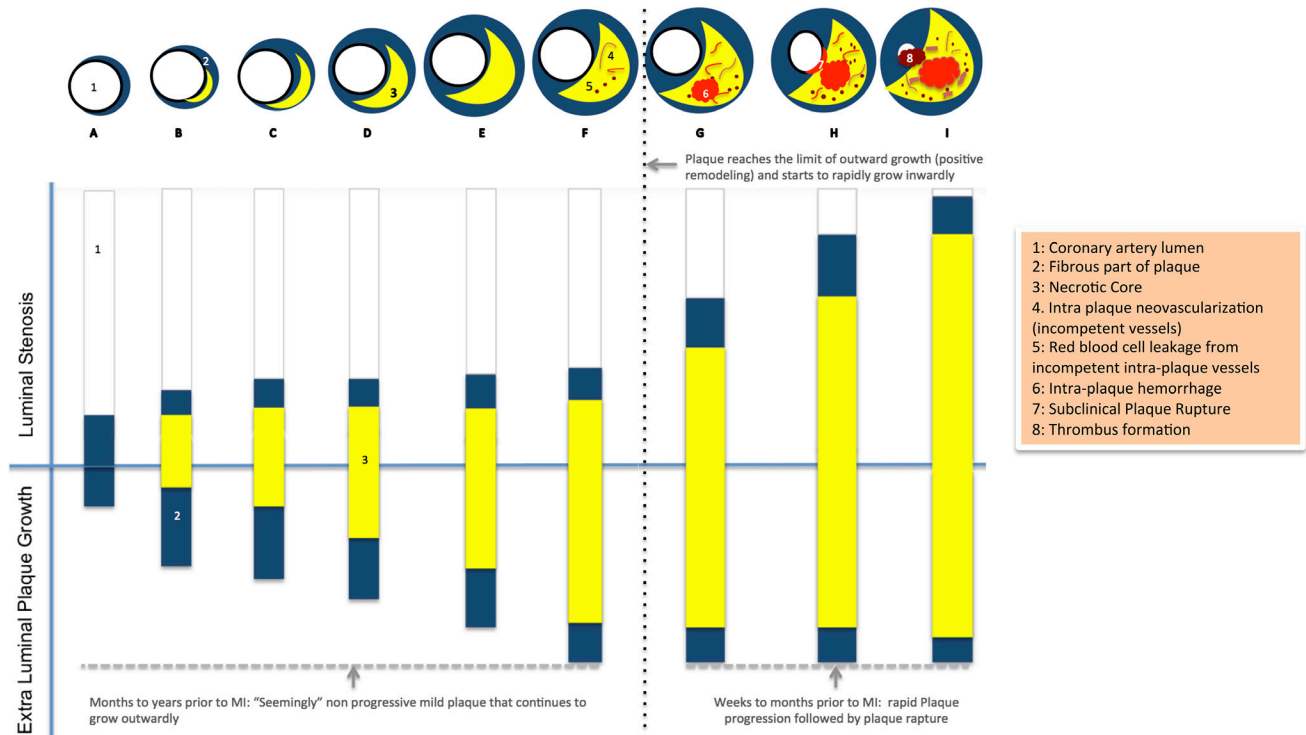 1
2
3
4
5
6
7
8
A
B
C
D
E
F
G
H
I
Plaque reaches the limit of outward growth (positive
remodeling) and starts to rapidly grow inwardly
Luminal Stenosis
Extra Luminal Plaque Growth
1
2
3
Months to years prior to MI: “Seemingly” non progressive mild plaque that continues to
grow outwardly
Weeks to months prior to MI: rapid Plaque
progression followed by plaque rapture
1: Coronary artery lumen
2: Fibrous part of plaque
3: Necrotic Core
4. Intra plaque neovascularization
(incompetent vessels)
5: Red blood cell leakage from
incompetent intra-plaque vessels
6: Intra-plaque hemorrhage
7: Subclinical Plaque Rupture
8: Thrombus formation